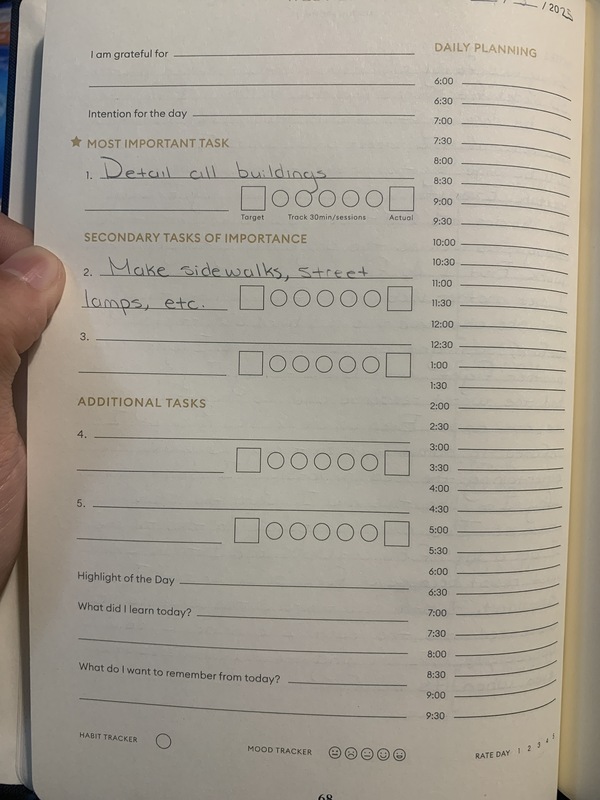 / 2025
I am grateful for
DAILY PLANNING
Intention for the day
MOST IMPORTANT TASK
1. Detail all buildings
Target Track 30min/sessions Actual
SECONDARY TASKS OF IMPORTANCE
2. Make sidewalks, street
lamps, etc.
3.
ADDITIONAL TASKS
4.
5.
Highlight of the Day
What did I learn today?
What do I want to remember from today?
HABIT TRACKER
MOOD TRACKER
6:00
6:30
7:00
7:30
8:00
8:30
9:00
9:30
10:00
10:30
11:00
11:30
12:00
12:30
1:00
1:30
2:00
2:30
3:00
3:30
4:00
4:30
5:00
5:30
6:00
6:30
7:00
7:30
8:00
8:30
9:00
9:30
RATE DAY 1 2 3 4 5
68